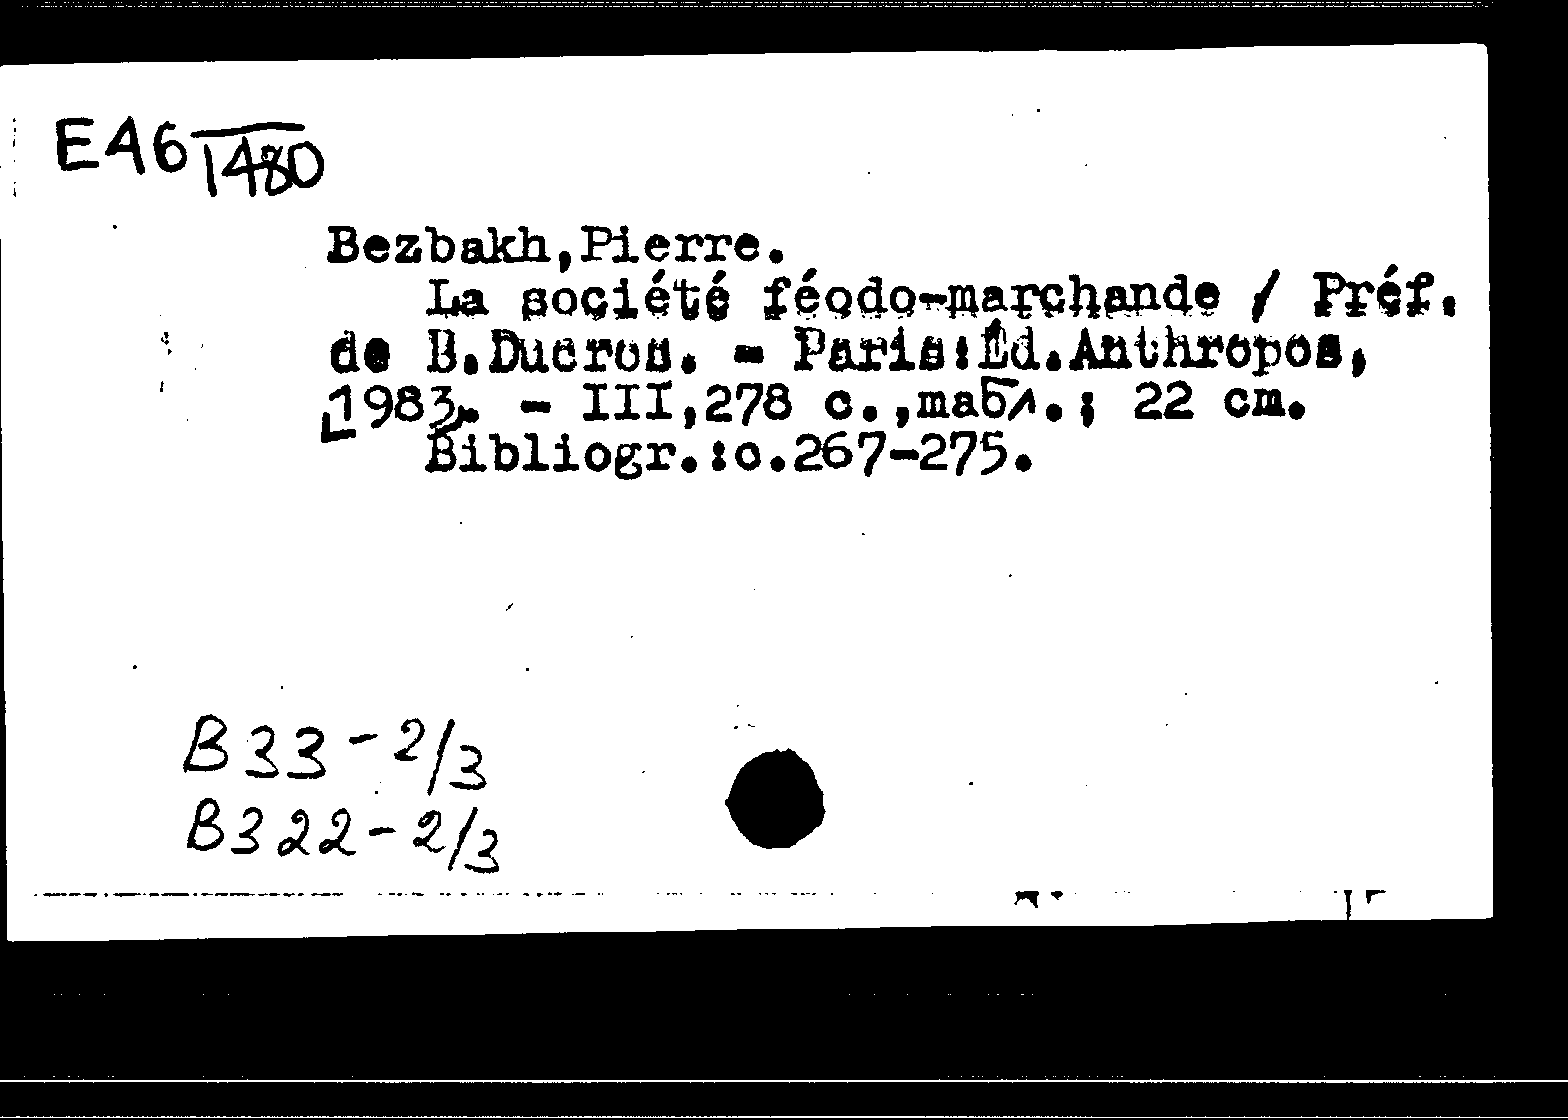 E46 1480
Bezbakh,Pierre.
La société féodo-marchande / Préf.
de B.Ducros. - Paris:Éd.Anthropos,
[1983]. - III,278 c.,табл.; 22 cm.
Bibliogr.:c.267-275.
B33-2/3
B322-2/3